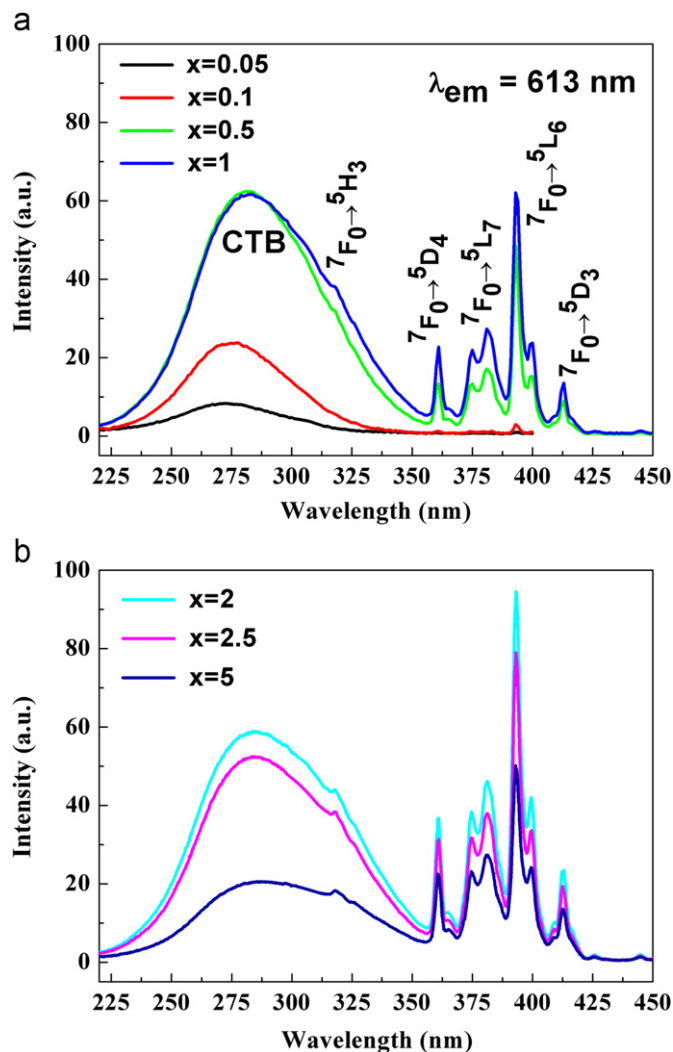 a
100
80
60
40
20
0
Intensity (a.u.)
x=0.05
x=0.1
x=0.5
x=1
λem = 613 nm
CTB
⁷F₀→⁵H₃
⁷F₀→⁵D₄
⁷F₀→⁵L₇
⁷F₀→⁵L₆
⁷F₀→⁵D₃
225 250 275 300 325 350 375 400 425 450
Wavelength (nm)
b
100
80
60
40
20
0
Intensity (a.u.)
x=2
x=2.5
x=5
225 250 275 300 325 350 375 400 425 450
Wavelength (nm)